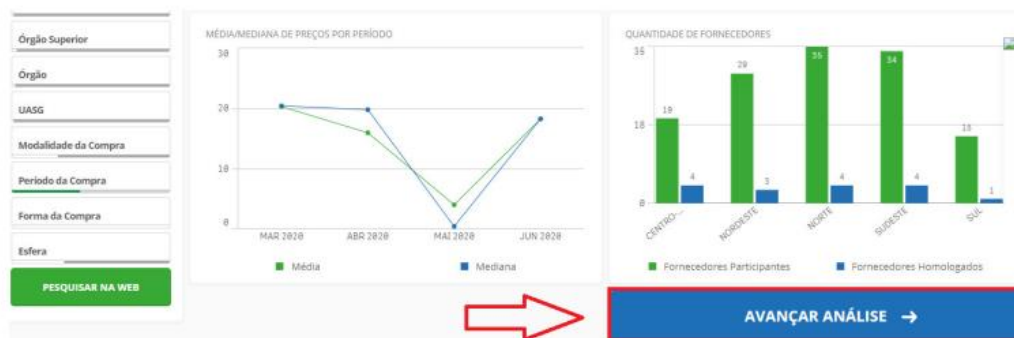 Órgão Superior
Órgão
UASG
Modalidade da Compra
Período da Compra
Forma da Compra
Esfera
PESQUISAR NA WEB
MÉDIA/MEDIANA DE PREÇOS POR PERÍODO
30
20
10
0
MAR 2020 ABR 2020 MAI 2020 JUN 2020
Média Mediana
QUANTIDADE DE FORNECEDORES
35
18
0
19 4 29 3 35 4 34 4 15 1
CENTRO-... NORDESTE NORTE SUDESTE SUL
Fornecedores Participantes Fornecedores Homologados
AVANÇAR ANÁLISE →